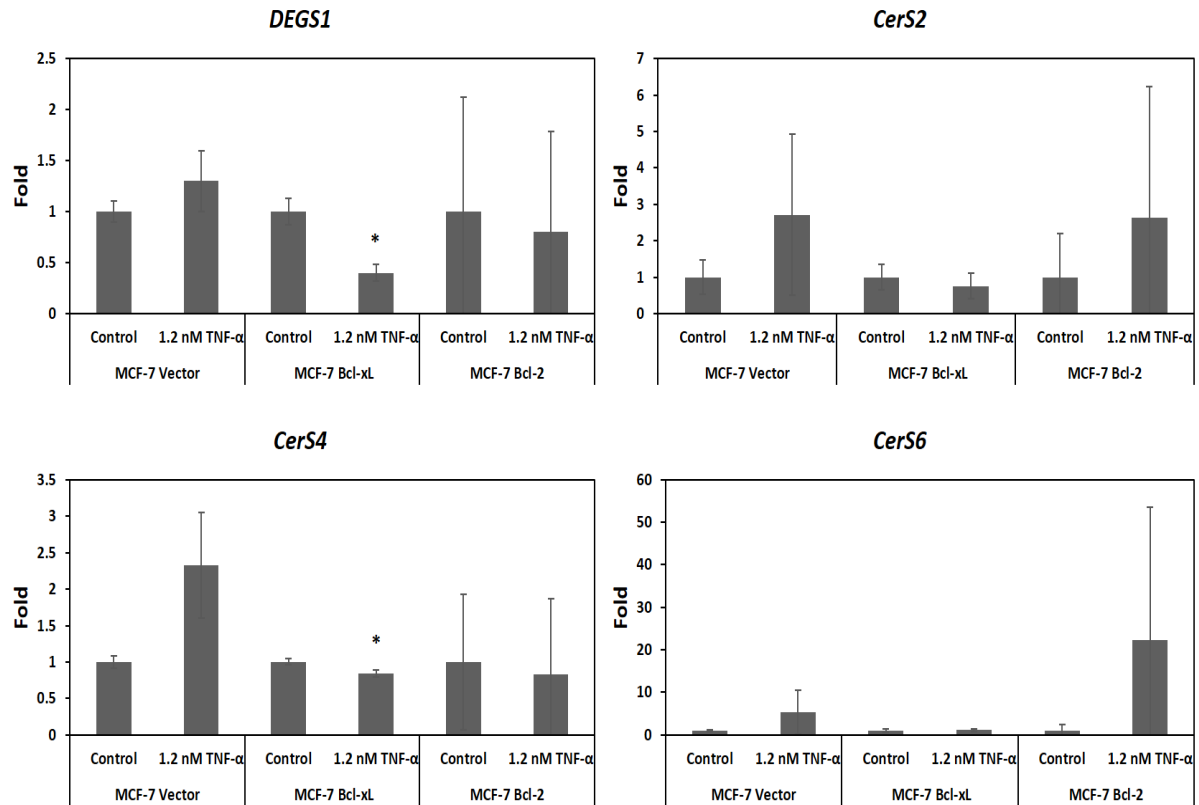 DEGS1
2.5
2
1.5
1
0.5
0
Fold
*
Control 1.2 nM TNF-α Control 1.2 nM TNF-α Control 1.2 nM TNF-α
MCF-7 Vector MCF-7 Bcl-xL MCF-7 Bcl-2
CerS2
7
6
5
4
3
2
1
0
Fold
Control 1.2 nM TNF-α Control 1.2 nM TNF-α Control 1.2 nM TNF-α
MCF-7 Vector MCF-7 Bcl-xL MCF-7 Bcl-2
CerS4
3.5
3
2.5
2
1.5
1
0.5
0
Fold
*
Control 1.2 nM TNF-α Control 1.2 nM TNF-α Control 1.2 nM TNF-α
MCF-7 Vector MCF-7 Bcl-xL MCF-7 Bcl-2
CerS6
60
50
40
30
20
10
0
Fold
Control 1.2 nM TNF-α Control 1.2 nM TNF-α Control 1.2 nM TNF-α
MCF-7 Vector MCF-7 Bcl-xL MCF-7 Bcl-2